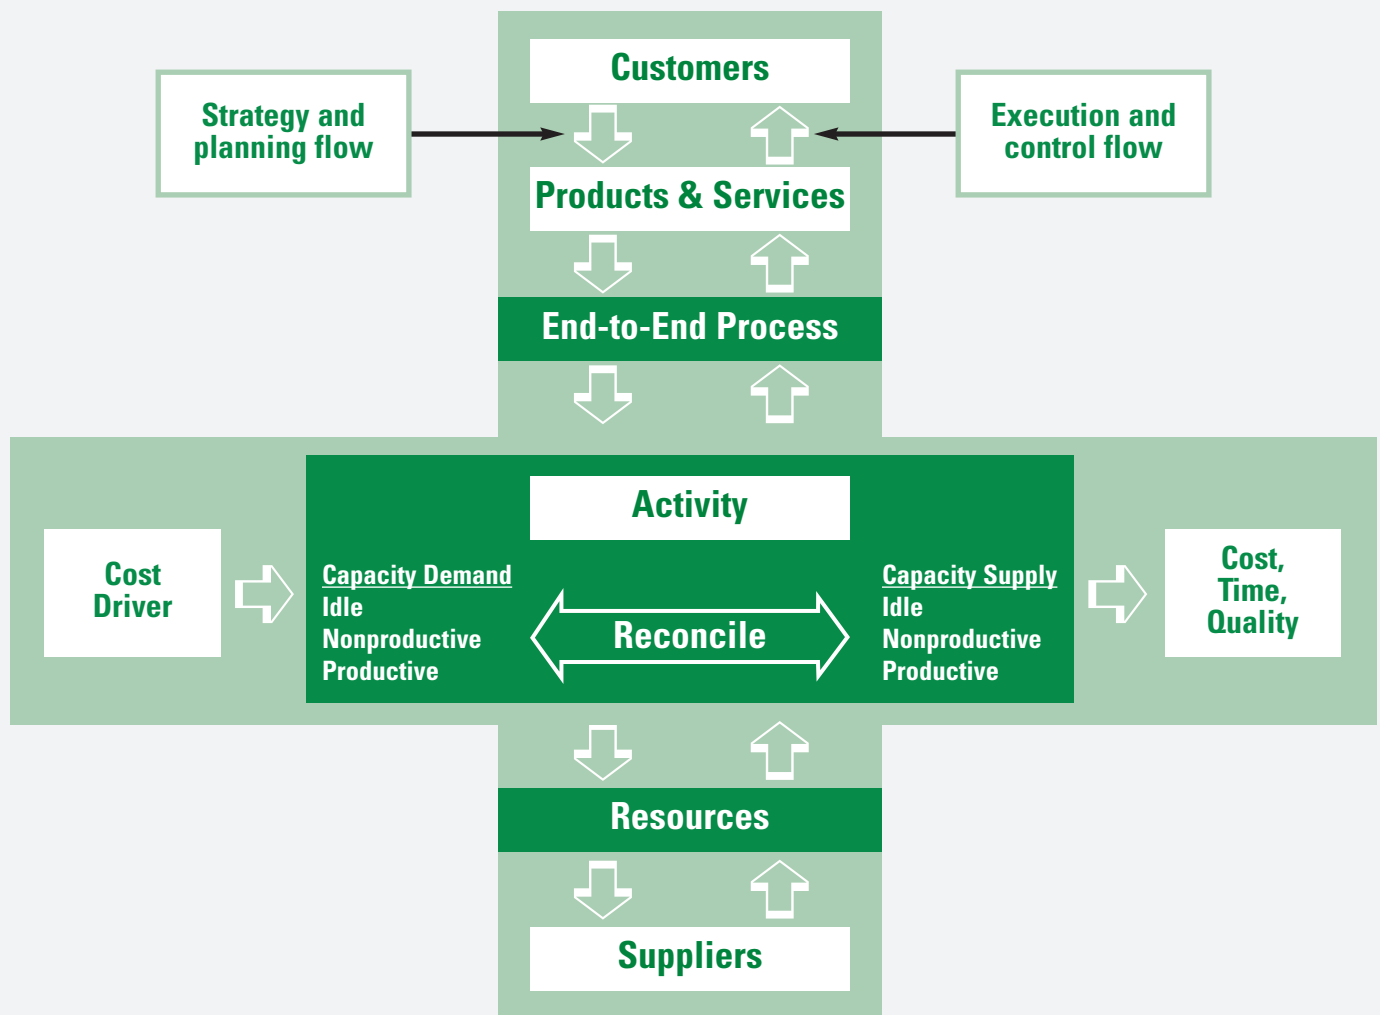 Customers
Strategy and
planning flow
Execution and
control flow
Products & Services
End-to-End Process
Activity
Cost
Driver
Capacity Demand
Idle
Nonproductive
Productive
Reconcile
Capacity Supply
Idle
Nonproductive
Productive
Cost,
Time,
Quality
Resources
Suppliers